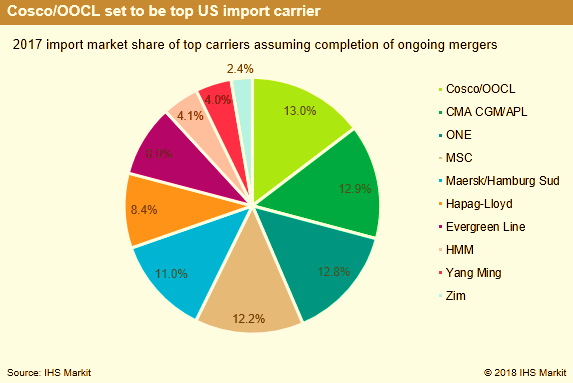 Cosco/OOCL set to be top US import carrier
2017 import market share of top carriers assuming completion of ongoing mergers
2.4%
4.0%
4.1%
13.0%
12.9%
8.4%
12.8%
11.0%
12.2%
Cosco/OOCL
CMA CGM/APL
ONE
MSC
Maersk/Hamburg Sud
Hapag-Lloyd
Evergreen Line
HMM
Yang Ming
Zim
Source: IHS Markit
© 2018 IHS Markit